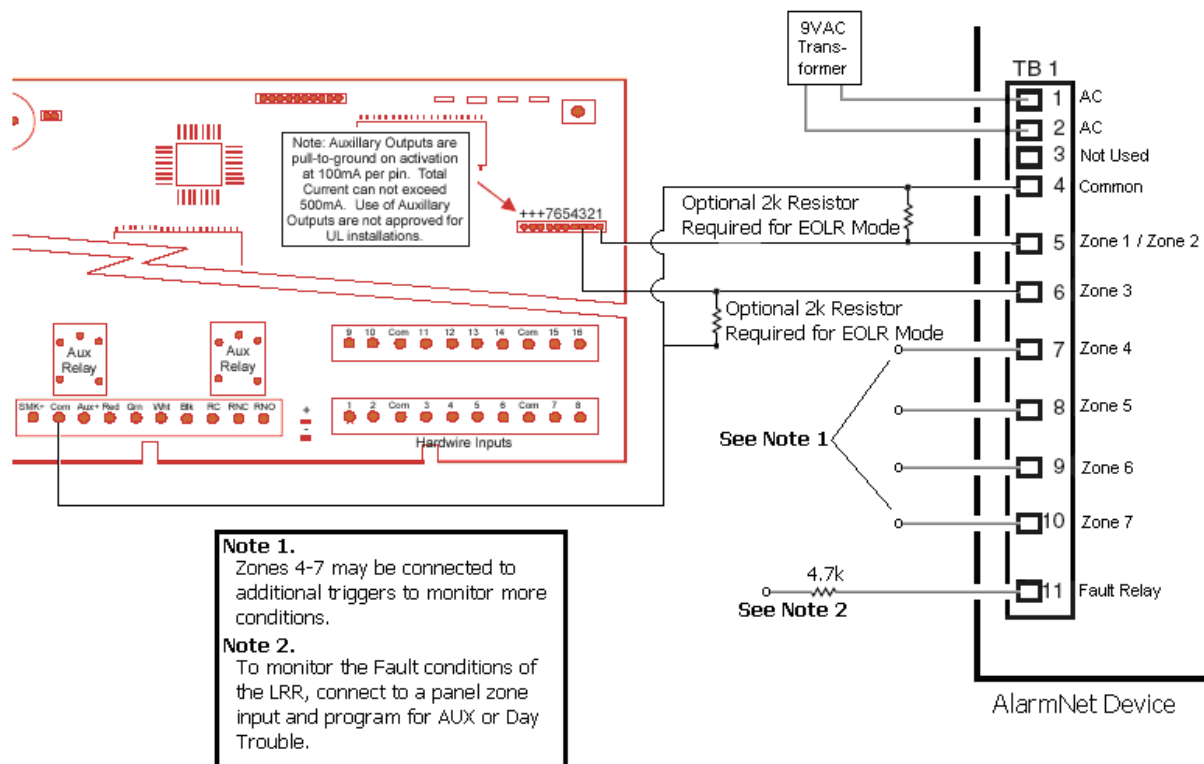 9VAC
Trans-
former
TB 1
1 AC
2 AC
3 Not Used
4 Common
5 Zone 1 / Zone 2
6 Zone 3
7 Zone 4
8 Zone 5
9 Zone 6
10 Zone 7
11 Fault Relay
AlarmNet Device
Note: Auxillary Outputs are
pull-to-ground on activation
at 100mA per pin. Total
Current can not exceed
500mA. Use of Auxillary
Outputs are not approved for
UL installations.
+++7654321
Optional 2k Resistor
Required for EOLR Mode
Optional 2k Resistor
Required for EOLR Mode
Aux
Relay
Aux
Relay
9 10 Com 11 12 13 14 Com 15 16
SMK+ Com Aux+ Red Grn Wht Blk RC RNC RNO
+
-
1 2 Com 3 4 5 6 Com 7 8
Hardwire Inputs
See Note 1
4.7k
See Note 2
Note 1.
Zones 4-7 may be connected to
additional triggers to monitor more
conditions.
Note 2.
To monitor the Fault conditions of
the LRR, connect to a panel zone
input and program for AUX or Day
Trouble.